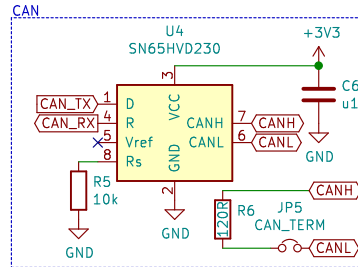 CAN
U4
SN65HVD230
+3V3
3
VCC
C6
u1
GND
CAN_TX 1 D
CAN_RX 4 R CANH 7 CANH
5 Vref CANL 6 CANL
8 Rs
GND
2
R5
10k
GND
GND
R6
120R
CANH
JP5
CAN_TERM
CANL